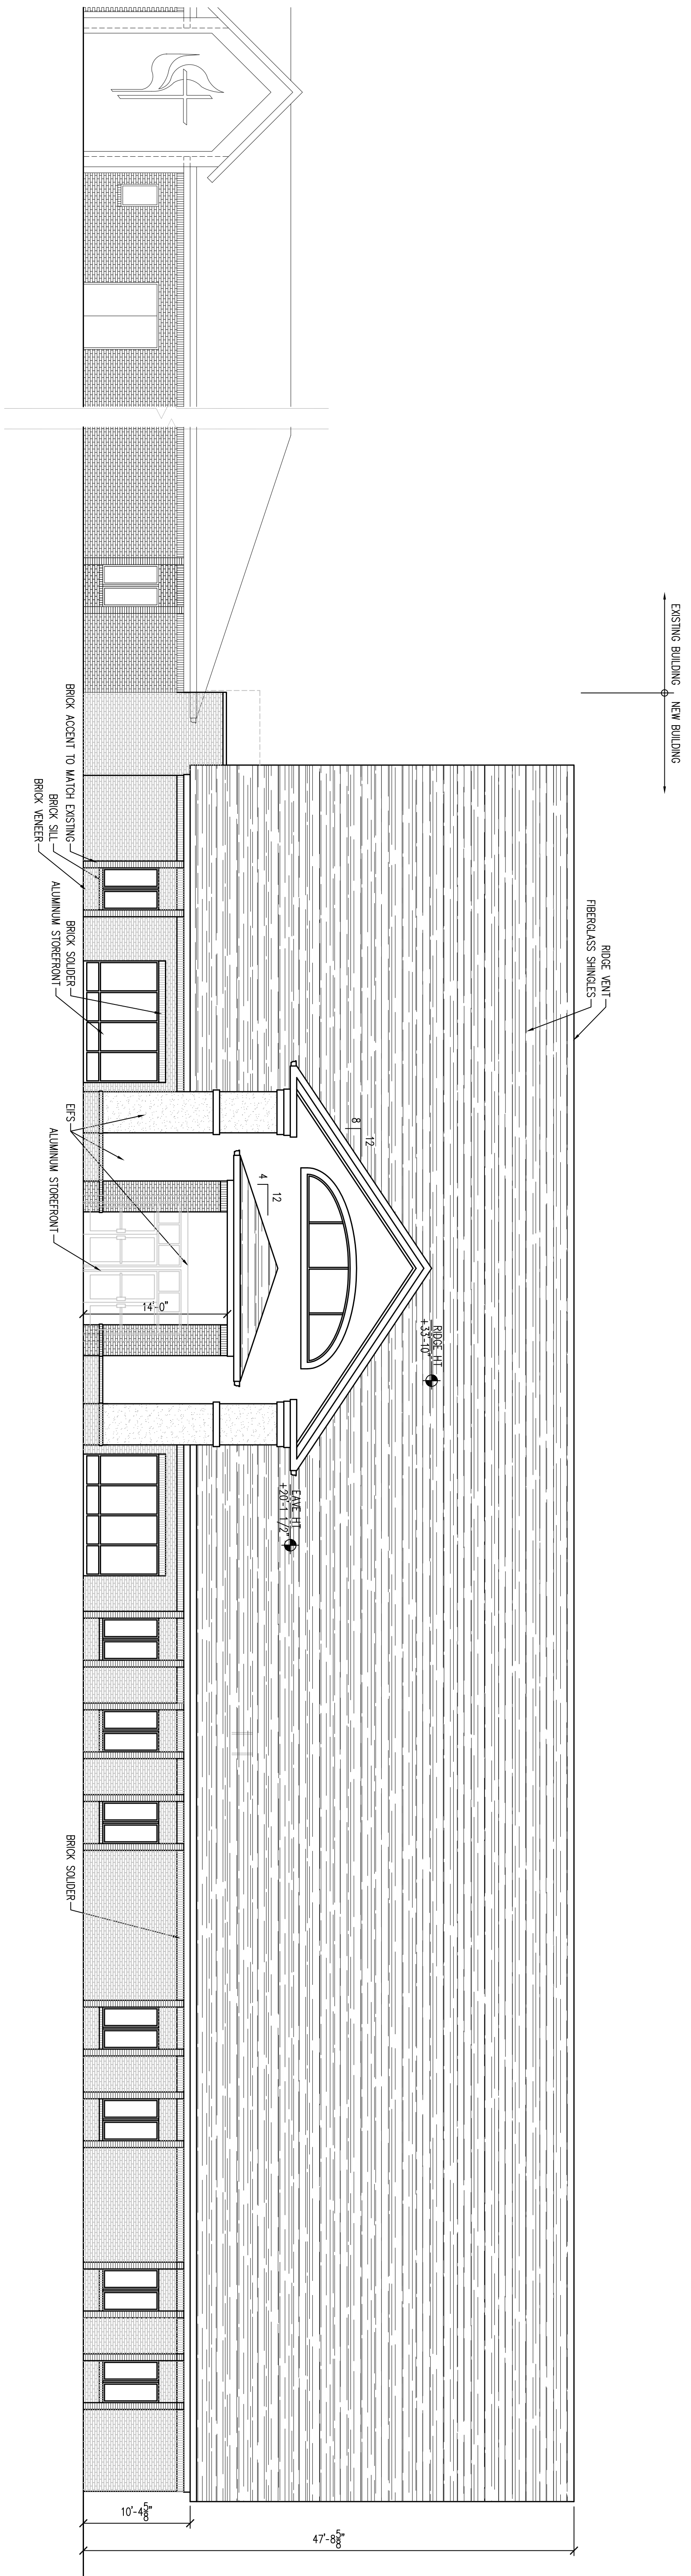 EXISTING BUILDING
NEW BUILDING
RIDGE VENT
FIBERGLASS SHINGLES
8
12
4
12
RIDGE HT
+33'-10"
EAVE HT
+20'-1 1/2"
14'-0"
BRICK ACCENT TO MATCH EXISTING
BRICK SILL
BRICK VENEER
BRICK SOLIDER
ALUMINUM STOREFRONT
EIFS
ALUMINUM STOREFRONT
BRICK SOLIDER
10'-4 5/8"
47'-8 5/8"